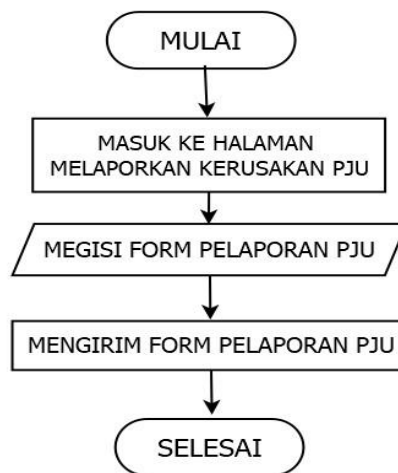 MULAI
MASUK KE HALAMAN
MELAPORKAN KERUSAKAN PJU
MEGISI FORM PELAPORAN PJU
MENGIRIM FORM PELAPORAN PJU
SELESAI